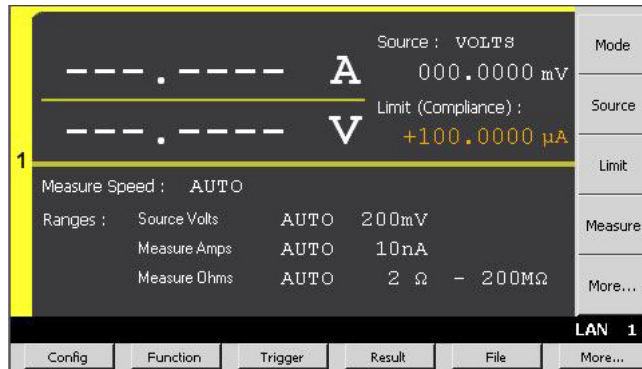 ---.---- A
Source : VOLTS
000.0000 mV
---.---- V
Limit (Compliance) :
+100.0000 µA
1
Measure Speed : AUTO
Ranges : Source Volts AUTO 200mV
Measure Amps AUTO 10nA
Measure Ohms AUTO 2 Ω - 200MΩ
Mode
Source
Limit
Measure
More...
LAN 1
Config Function Trigger Result File More...